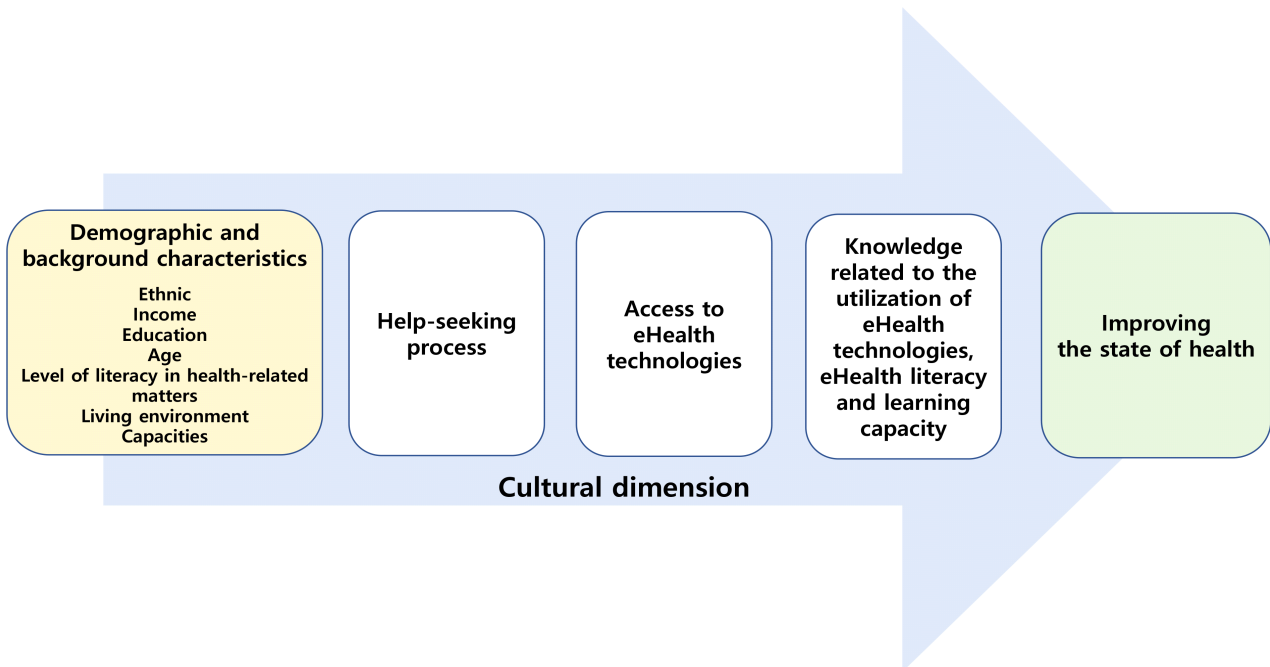 Demographic and
background characteristics
Ethnic
Income
Education
Age
Level of literacy in health-related
matters
Living environment
Capacities
Help-seeking
process
Access to
eHealth
technologies
Knowledge
related to the
utilization of
eHealth
technologies,
eHealth literacy
and learning
capacity
Improving
the state of health
Cultural dimension